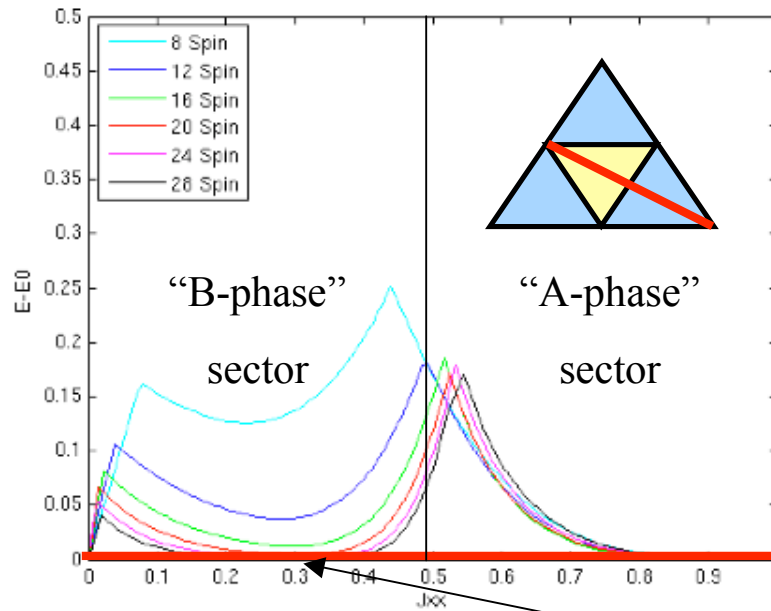 0.5
0.45
0.4
0.35
0.3
0.25
0.2
0.15
0.1
0.05
0
E-E0
8 Spin
12 Spin
16 Spin
20 Spin
24 Spin
28 Spin
“B-phase”
sector
“A-phase”
sector
0 0.1 0.2 0.3 0.4 0.5 0.6 0.7 0.8 0.9
Jxx